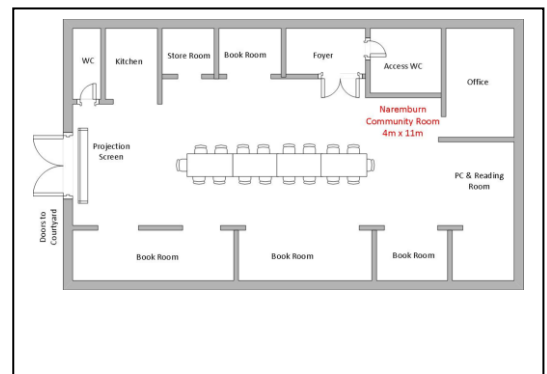 WC
Kitchen
Store Room
Book Room
Foyer
Access WC
Office
Naremburn
Community Room
4m x 11m
Projection
Screen
PC & Reading
Room
Doors to
Courtyard
Book Room
Book Room
Book Room